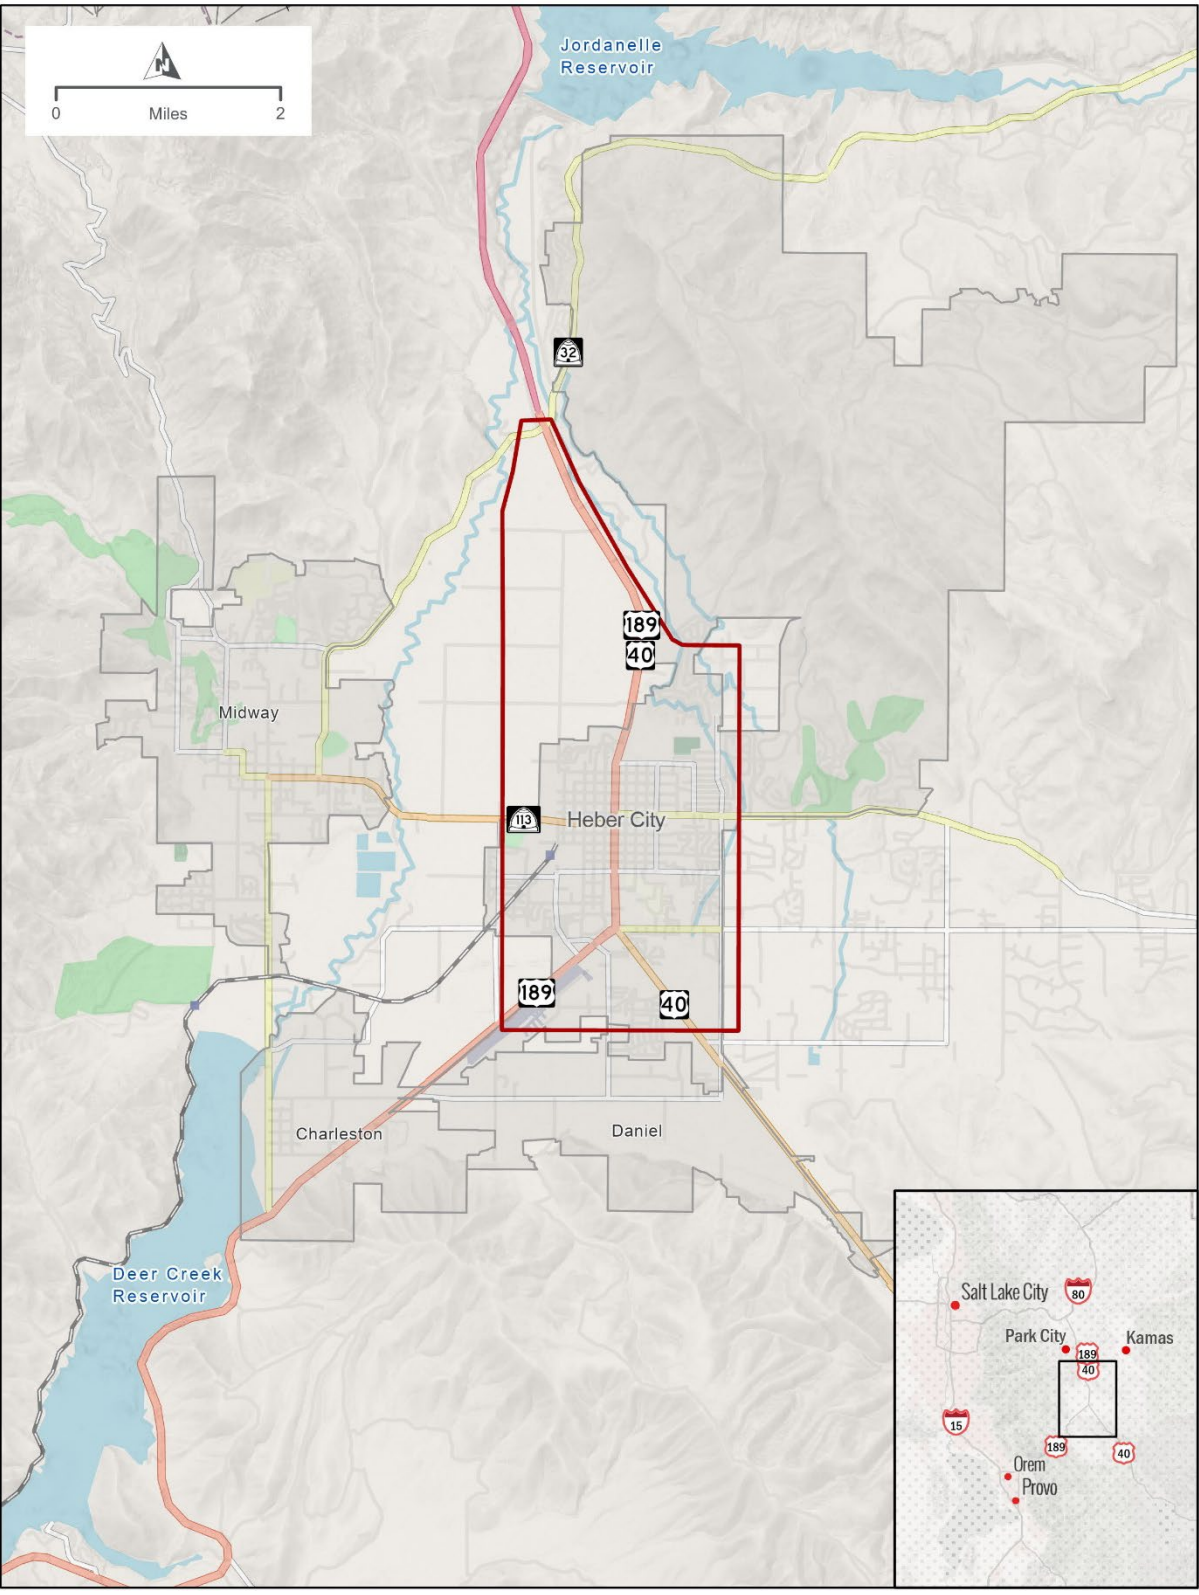 Jordanelle
Reservoir
N
0 Miles 2
32
189
40
Midway
113
Heber City
189
40
Charleston
Daniel
Deer Creek
Reservoir
Salt Lake City
80
Park City
Kamas
189
40
15
189
40
Orem
Provo